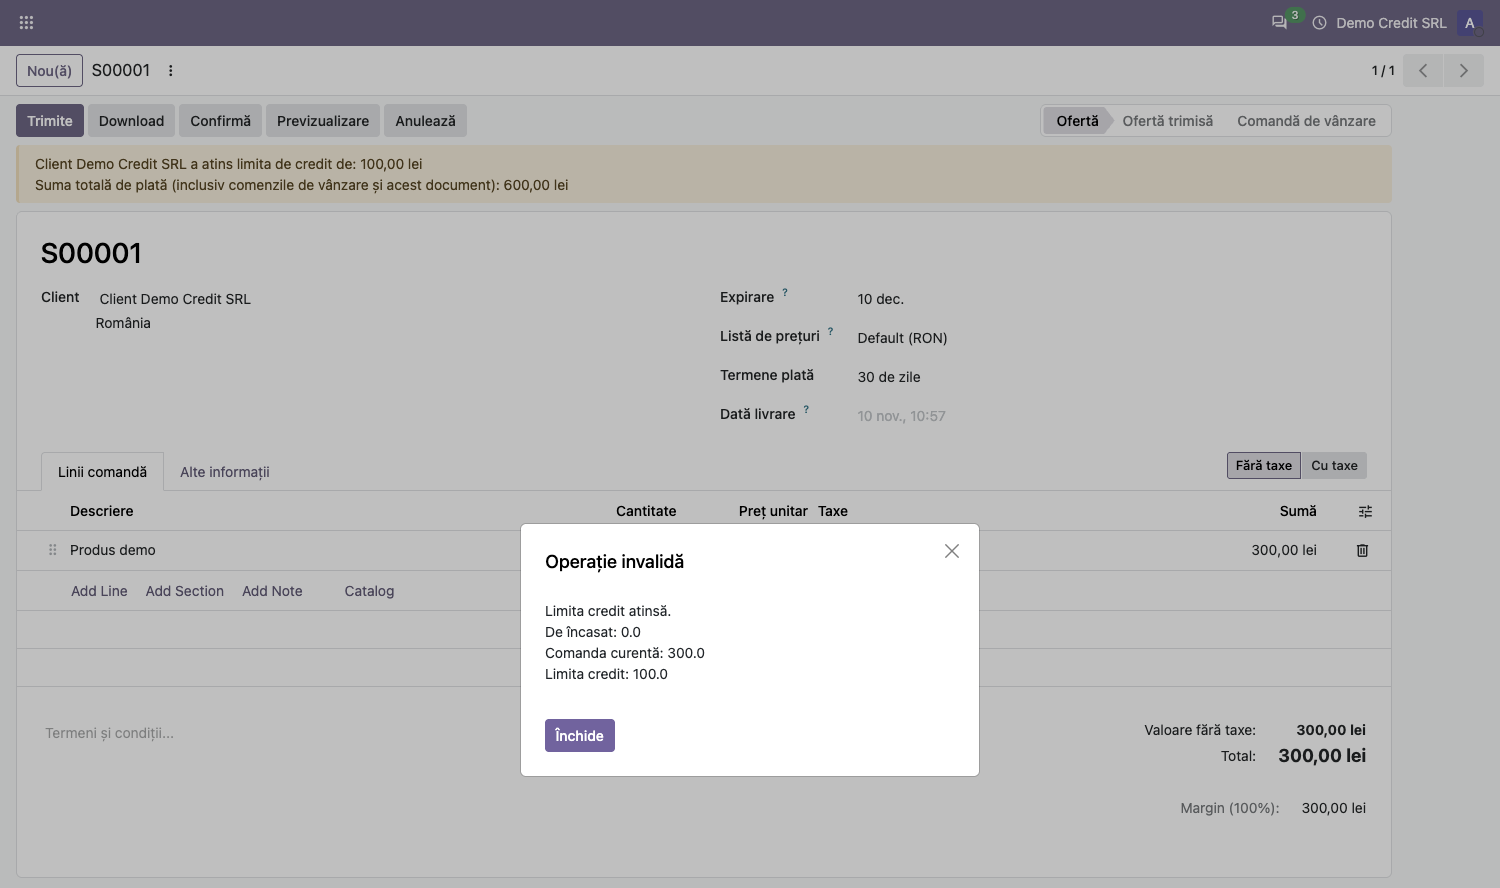 3
Demo Credit SRL
A
Nou(ă)
S00001
1 / 1
Trimite
Download
Confirmă
Previzualizare
Anulează
Ofertă
Ofertă trimisă
Comandă de vânzare
Client Demo Credit SRL a atins limita de credit de: 100,00 lei
Suma totală de plată (inclusiv comenzile de vânzare și acest document): 600,00 lei
S00001
Client
Client Demo Credit SRL
România
Expirare ?
10 dec.
Listă de prețuri ?
Default (RON)
Termene plată
30 de zile
Dată livrare ?
10 nov., 10:57
Linii comandă
Alte informații
Fără taxe
Cu taxe
Descriere
Cantitate
Preț unitar
Taxe
Sumă
Produs demo
300,00 lei
Add Line
Add Section
Add Note
Catalog
Operație invalidă
Limita credit atinsă.
De încasat: 0.0
Comanda curentă: 300.0
Limita credit: 100.0
Închide
Termeni și condiții...
Valoare fără taxe: 300,00 lei
Total: 300,00 lei
Margin (100%): 300,00 lei